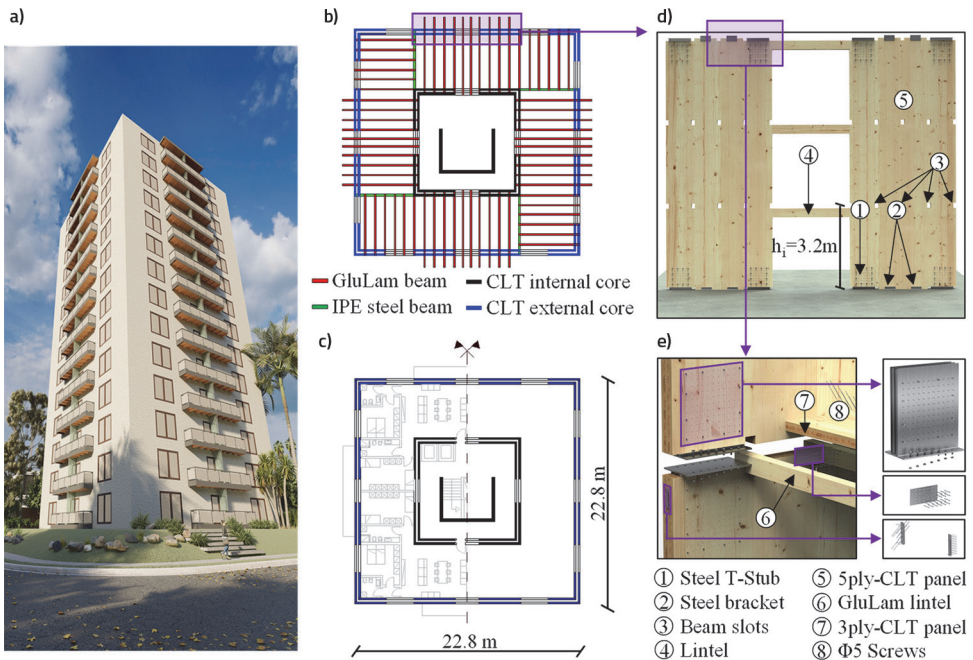 a)
b)
GluLam beam
CLT internal core
IPE steel beam
CLT external core
c)
22.8 m
22.8 m
d)
⑤
④
③
①
②
hi=3.2m
e)
⑦
⑧
⑥
① Steel T-Stub
② Steel bracket
③ Beam slots
④ Lintel
⑤ 5ply-CLT panel
⑥ GluLam lintel
⑦ 3ply-CLT panel
⑧ Φ5 Screws